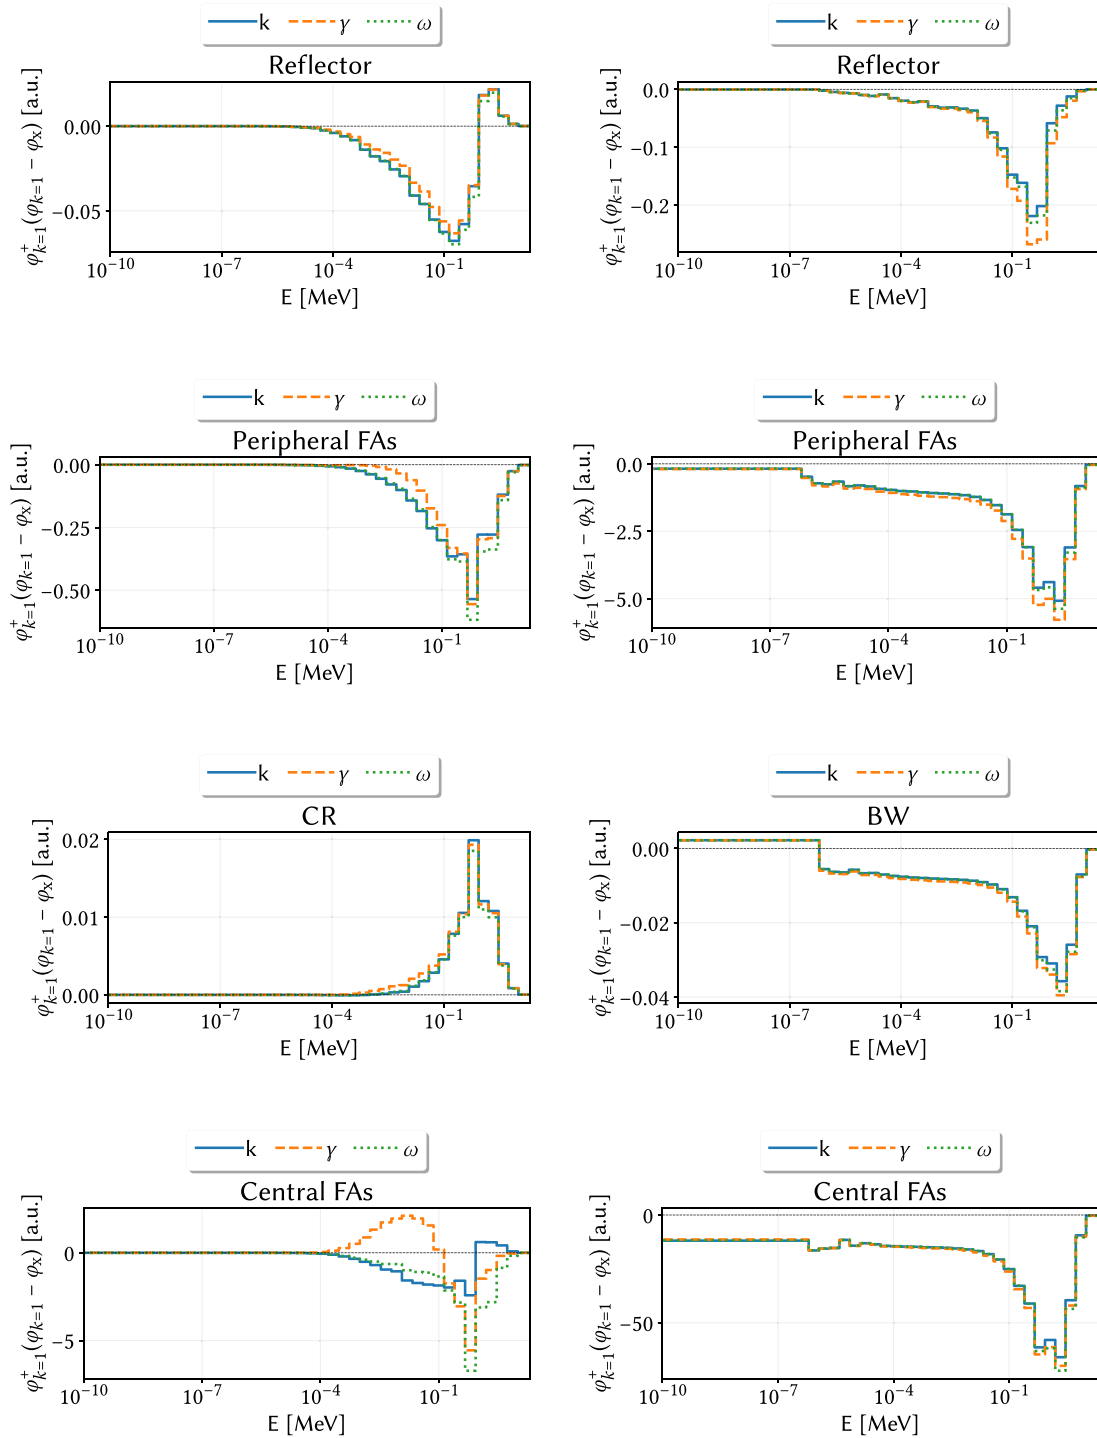 k γ ω
Reflector
φ⁺ₖ₌₁(φₖ₌₁ − φₓ) [a.u.]
0.00
−0.05
10⁻¹⁰ 10⁻⁷ 10⁻⁴ 10⁻¹
E [MeV]
k γ ω
Reflector
φ⁺ₖ₌₁(φₖ₌₁ − φₓ) [a.u.]
−0.0
−0.1
−0.2
10⁻¹⁰ 10⁻⁷ 10⁻⁴ 10⁻¹
E [MeV]
k γ ω
Peripheral FAs
φ⁺ₖ₌₁(φₖ₌₁ − φₓ) [a.u.]
0.00
−0.25
−0.50
10⁻¹⁰ 10⁻⁷ 10⁻⁴ 10⁻¹
E [MeV]
k γ ω
Peripheral FAs
φ⁺ₖ₌₁(φₖ₌₁ − φₓ) [a.u.]
0.0
−2.5
−5.0
10⁻¹⁰ 10⁻⁷ 10⁻⁴ 10⁻¹
E [MeV]
k γ ω
CR
φ⁺ₖ₌₁(φₖ₌₁ − φₓ) [a.u.]
0.02
0.01
0.00
10⁻¹⁰ 10⁻⁷ 10⁻⁴ 10⁻¹
E [MeV]
k γ ω
BW
φ⁺ₖ₌₁(φₖ₌₁ − φₓ) [a.u.]
0.00
−0.02
−0.04
10⁻¹⁰ 10⁻⁷ 10⁻⁴ 10⁻¹
E [MeV]
k γ ω
Central FAs
φ⁺ₖ₌₁(φₖ₌₁ − φₓ) [a.u.]
0
−5
10⁻¹⁰ 10⁻⁷ 10⁻⁴ 10⁻¹
E [MeV]
k γ ω
Central FAs
φ⁺ₖ₌₁(φₖ₌₁ − φₓ) [a.u.]
0
−50
10⁻¹⁰ 10⁻⁷ 10⁻⁴ 10⁻¹
E [MeV]